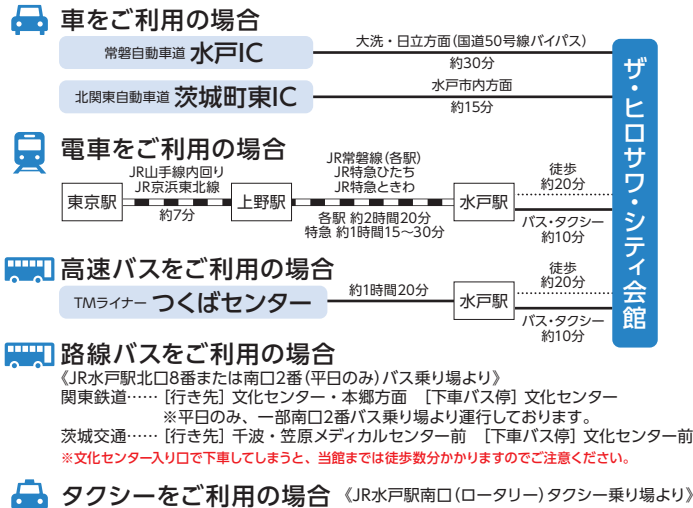 車をご利用の場合
常磐自動車道 水戸IC
大洗・日立方面(国道50号線バイパス)
約30分
北関東自動車道 茨城町東IC
水戸市内方面
約15分
ザ・ヒロサワ・シティ会館
電車をご利用の場合
東京駅
JR山手線内回り
JR京浜東北線
約7分
上野駅
JR常磐線(各駅)
JR特急ひたち
JR特急ときわ
各駅 約2時間20分
特急 約1時間15～30分
水戸駅
徒歩
約20分
バス・タクシー
約10分
高速バスをご利用の場合
TMライナー つくばセンター
約1時間20分
水戸駅
徒歩
約20分
バス・タクシー
約10分
路線バスをご利用の場合
《JR水戸駅北口8番または南口2番(平日のみ)バス乗り場より》
関東鉄道…… [行き先] 文化センター・本郷方面 [下車バス停] 文化センター
※平日のみ、一部南口2番バス乗り場より運行しております。
茨城交通…… [行き先] 千波・笠原メディカルセンター前 [下車バス停] 文化センター前
※文化センター入り口で下車してしまうと、当館までは徒歩数分かかりますのでご注意ください。
タクシーをご利用の場合 《JR水戸駅南口(ロータリー)タクシー乗り場より》